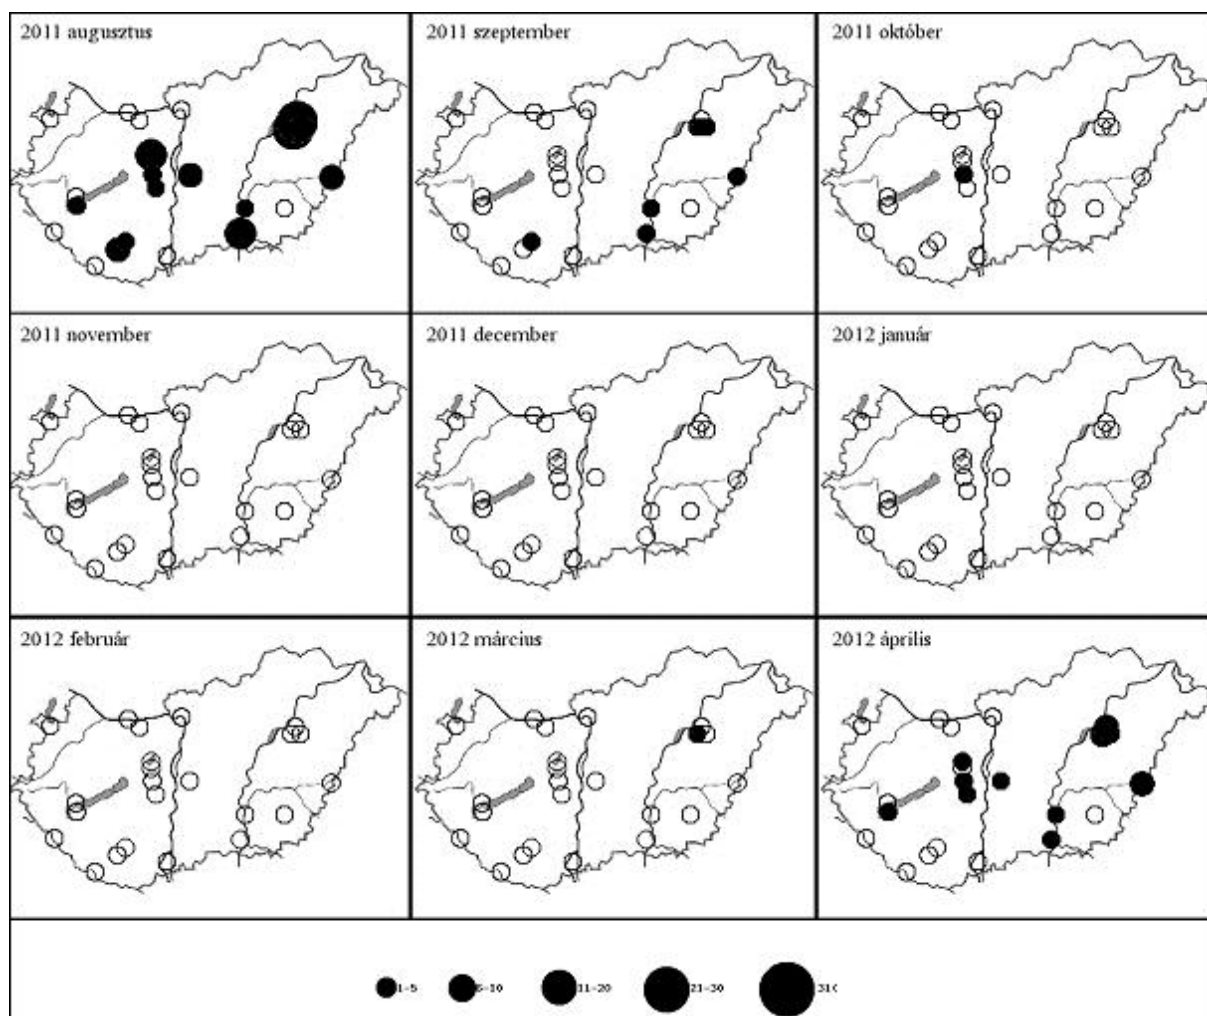 2011 augusztus
2011 szeptember
2011 október
2011 november
2011 december
2012 január
2012 február
2012 március
2012 április
1-5
6-10
11-20
21-30